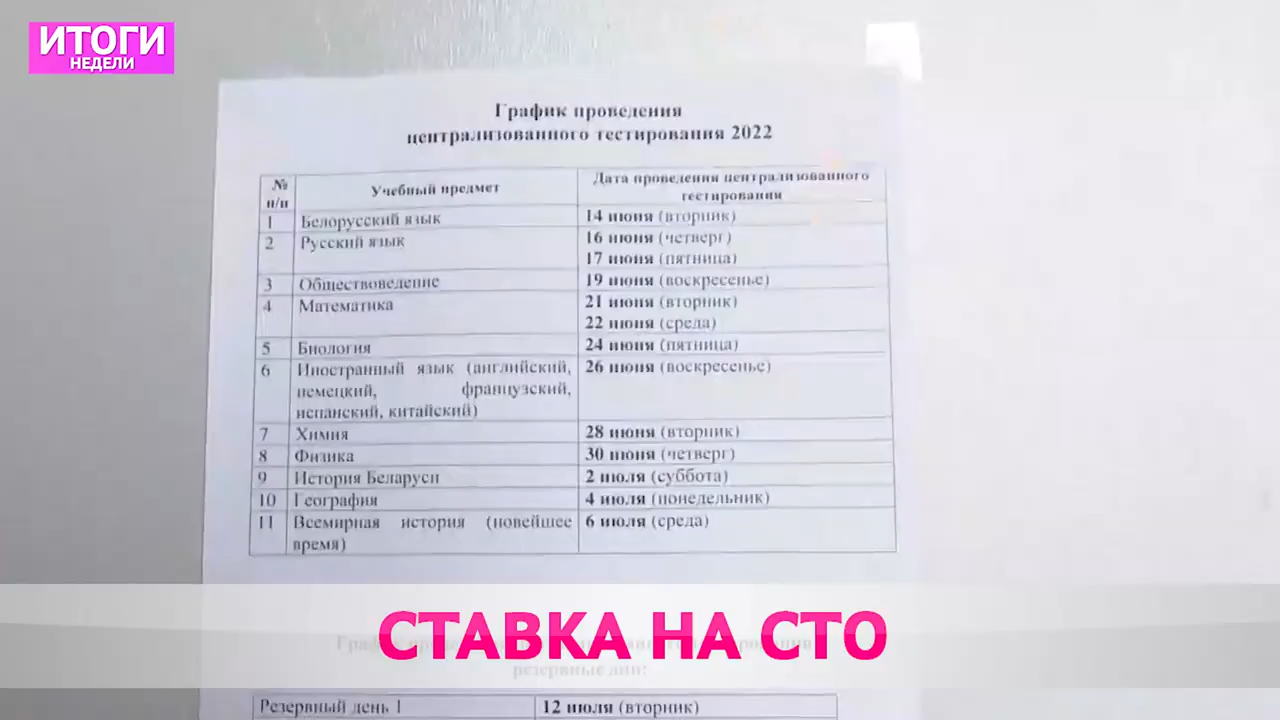 ИТОГИ
НЕДЕЛИ
График проведения
централизованного тестирования 2022
№ п/п Учебный предмет Дата проведения централизованного тестирования
1 Белорусский язык 14 июня (вторник)
2 Русский язык 16 июня (четверг)
17 июня (пятница)
3 Обществоведение 19 июня (воскресенье)
4 Математика 21 июня (вторник)
22 июня (среда)
5 Биология 24 июня (пятница)
6 Иностранный язык (английский, 26 июня (воскресенье)
немецкий, французский,
испанский, китайский)
7 Химия 28 июня (вторник)
8 Физика 30 июня (четверг)
9 История Беларуси 2 июля (суббота)
10 География 4 июля (понедельник)
11 Всемирная история (новейшее 6 июля (среда)
время)
СТАВКА НА СТО
резервные дни:
Резервный день 1 12 июля (вторник)